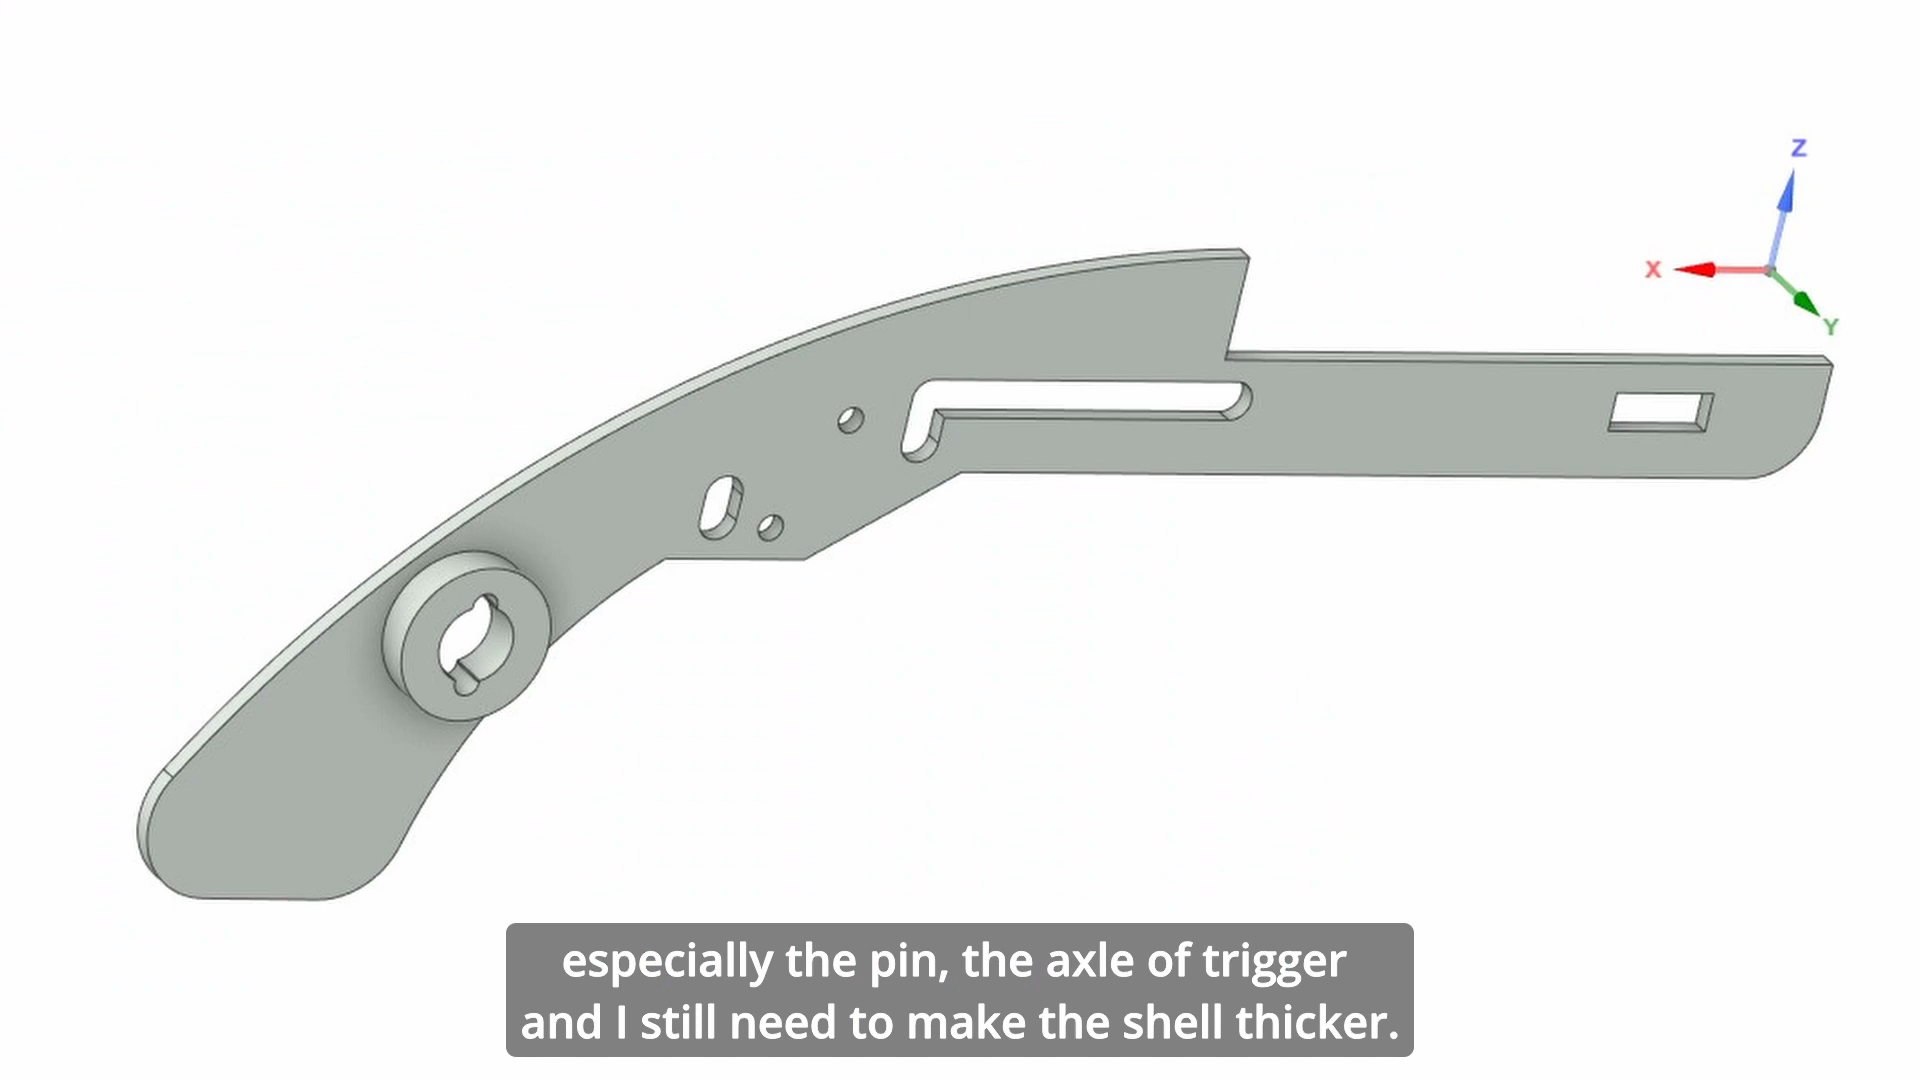 Z
X
Y
especially the pin, the axle of trigger
and I still need to make the shell thicker.